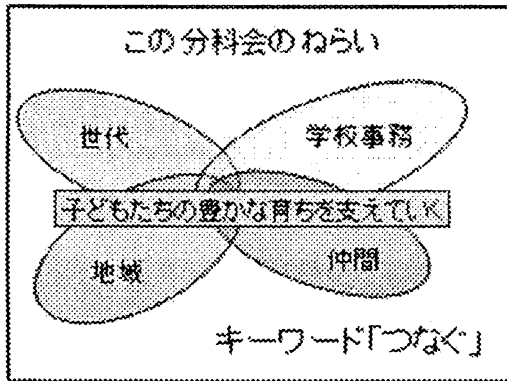 この分科会のねらい
世代
学校事務
子どもたちの豊かな育ちを支えていく
地域
仲間
キーワード「つなぐ」